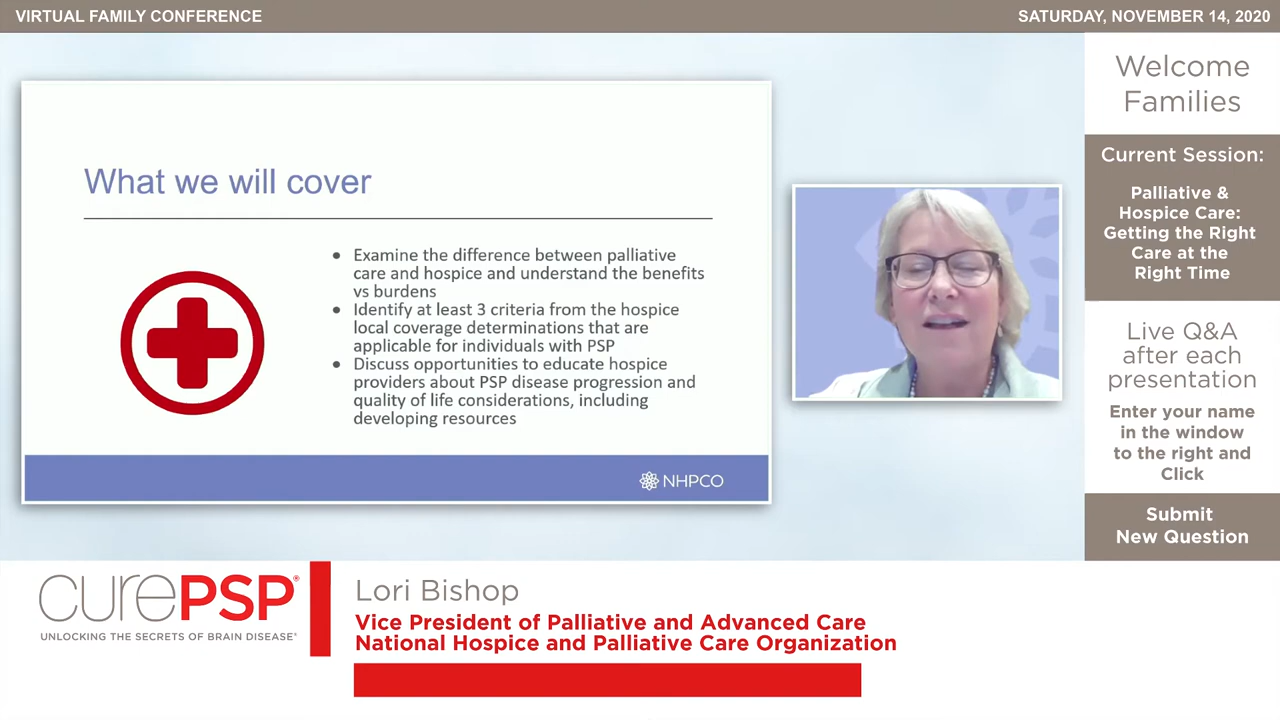 VIRTUAL FAMILY CONFERENCE
SATURDAY, NOVEMBER 14, 2020
What we will cover
• Examine the difference between palliative
care and hospice and understand the benefits
vs burdens
• Identify at least 3 criteria from the hospice
local coverage determinations that are
applicable for individuals with PSP
• Discuss opportunities to educate hospice
providers about PSP disease progression and
quality of life considerations, including
developing resources
NHPCO
Welcome
Families
Current Session:
Palliative &
Hospice Care:
Getting the Right
Care at the
Right Time
Live Q&A
after each
presentation
Enter your name
in the window
to the right and
Click
Submit
New Question
curePSP®
UNLOCKING THE SECRETS OF BRAIN DISEASE®
Lori Bishop
Vice President of Palliative and Advanced Care
National Hospice and Palliative Care Organization